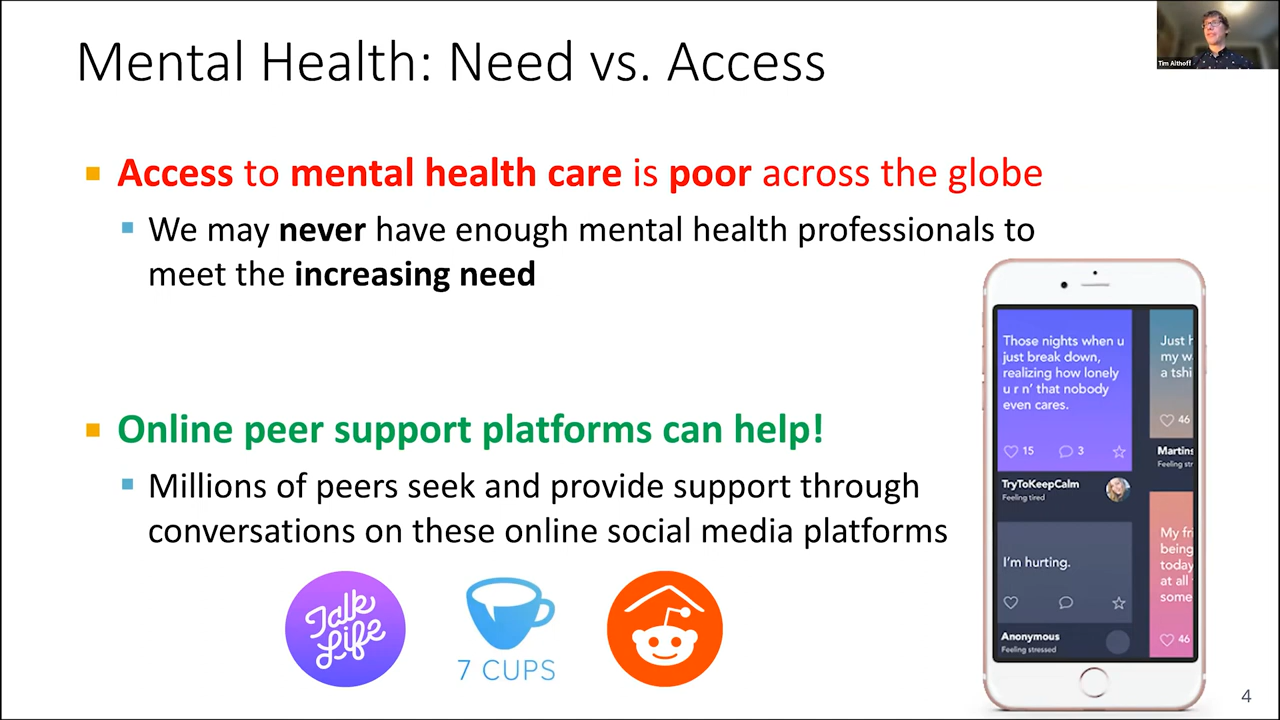 Mental Health: Need vs. Access
Tim Althoff
Access to mental health care is poor across the globe
We may never have enough mental health professionals to
meet the increasing need
Online peer support platforms can help!
Millions of peers seek and provide support through
conversations on these online social media platforms
Talk
Life
7 CUPS
Those nights when u
just break down,
realizing how lonely
u r n' that nobody
even cares.
15
3
TryToKeepCalm
Feeling tired
I'm hurting.
Anonymous
Feeling stressed
Just h
my w
a tshi
46
Martins
Feeling str
My fri
being
today
at all
some
46
4